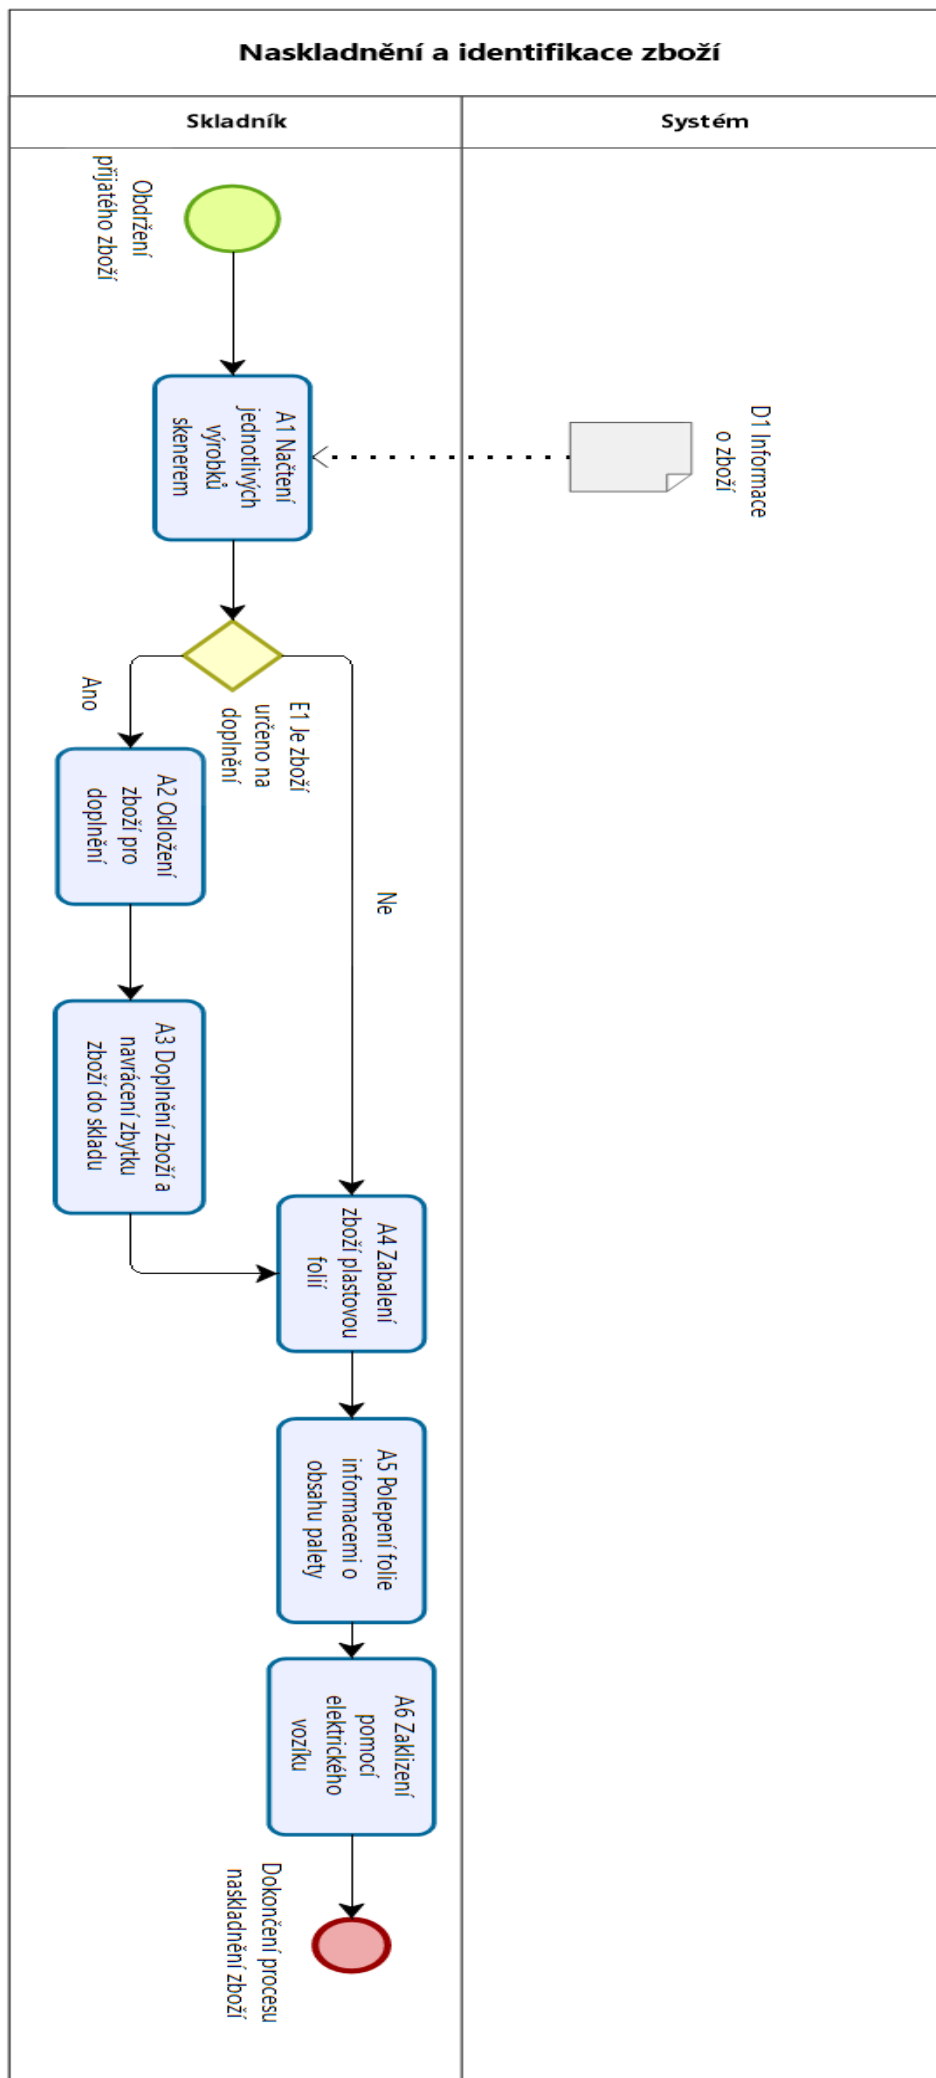 Naskladnění a identifikace zboží
Skladník
Systém
Obdržení
přijatého zboží
D1 Informace
o zboží
A1 Načtení
jednotlivých
výrobků
skenerem
E1 Je zboží
určeno na
doplnění
Ano
Ne
A2 Odložení
zboží pro
doplnění
A3 Doplnění zboží a
navrácení zbytku
zboží do skladu
A4 Zabalení
zboží plastovou
folií
A5 Polepení folie
informacemi o
obsahu palety
A6 Zaklizení
pomocí
elektrického
vozíku
Dokončení procesu
naskladnění zboží